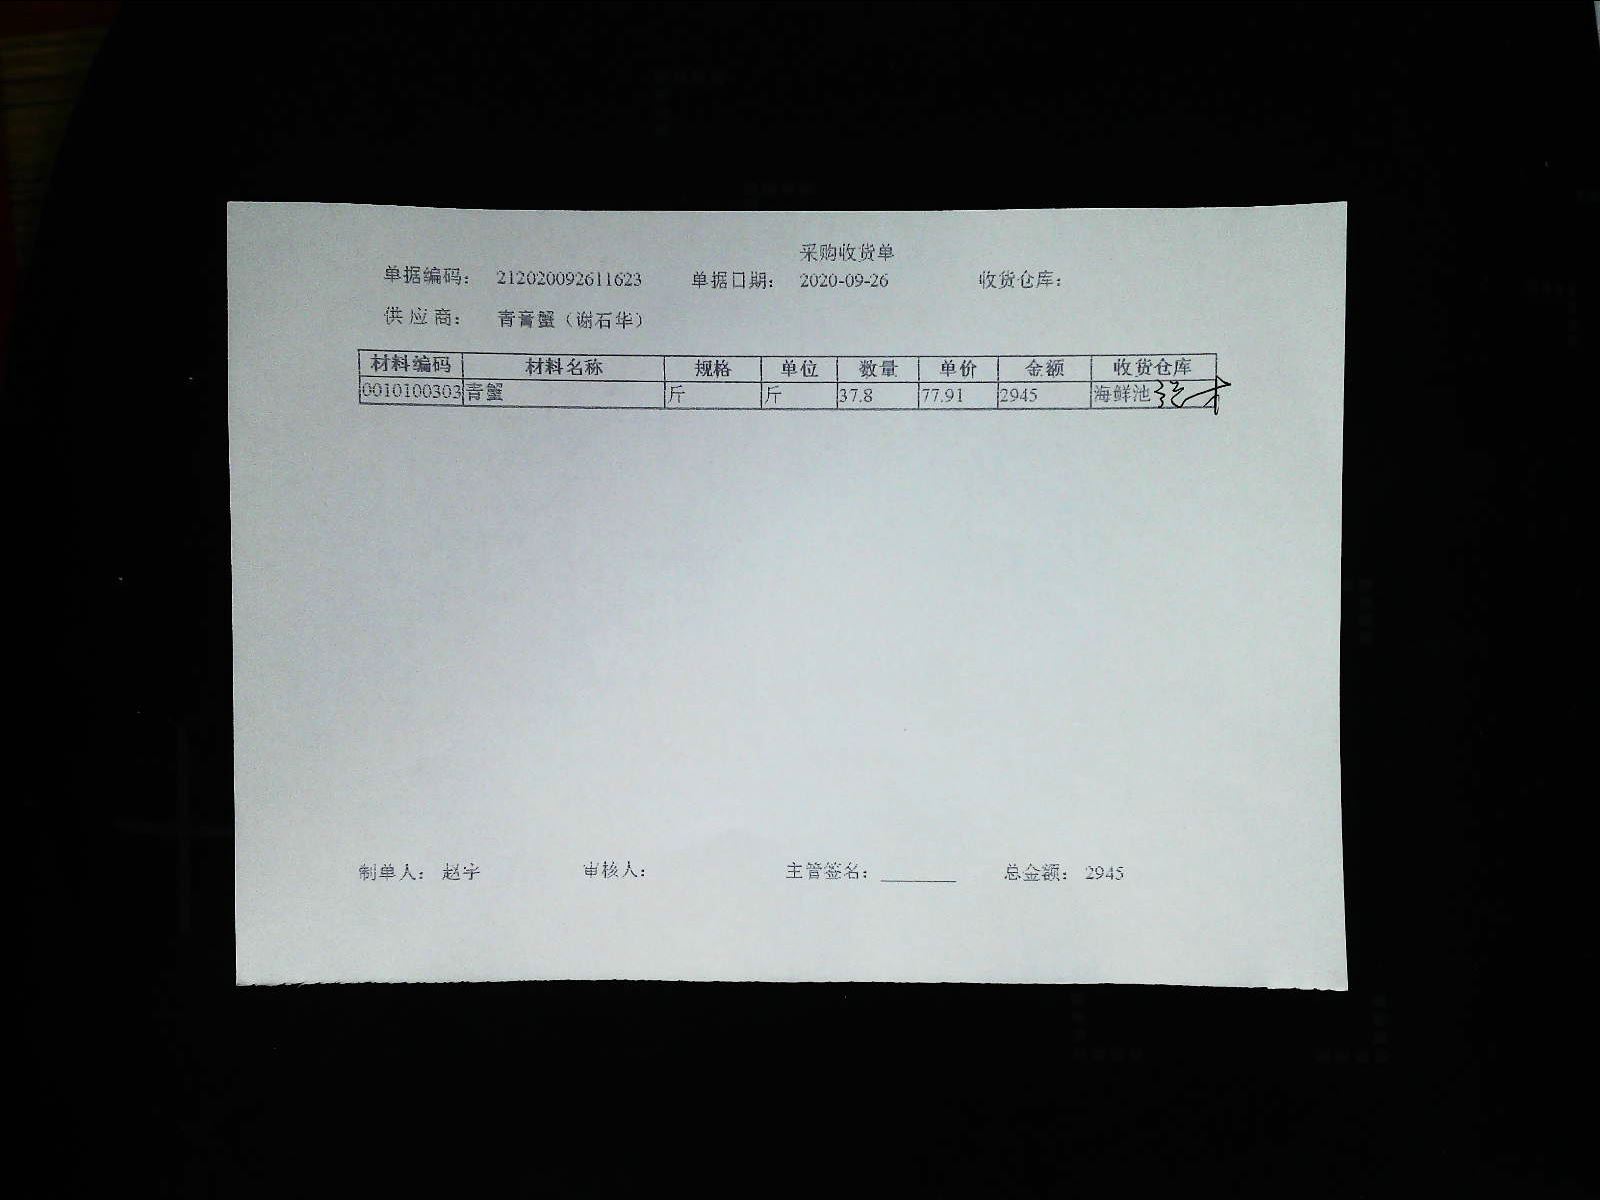 采购收货单
单据编码： 212020092611623 单据日期： 2020-09-26 收货仓库：
供应商： 青膏蟹（谢石华）
材料编码 材料名称 规格 单位 数量 单价 金额 收货仓库
0010100303 青蟹 斤 斤 37.8 77.91 2945 海鲜池
制单人： 赵宇 审核人： 主管签名：________ 总金额： 2945